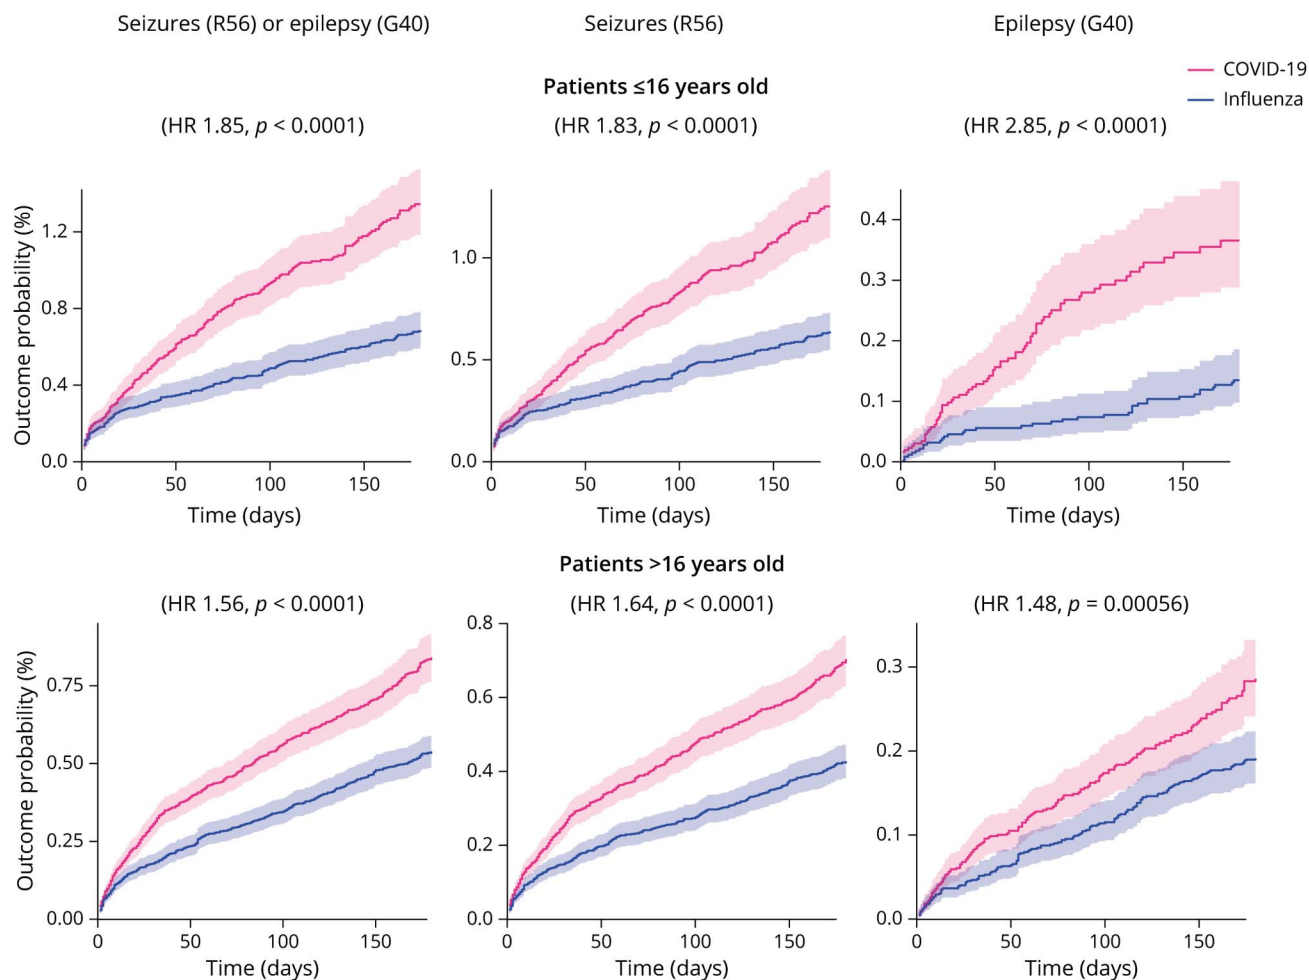 Seizures (R56) or epilepsy (G40)
Seizures (R56)
Epilepsy (G40)
COVID-19
Influenza
Patients ≤16 years old
(HR 1.85, p < 0.0001)
(HR 1.83, p < 0.0001)
(HR 2.85, p < 0.0001)
Outcome probability (%)
1.2
0.8
0.4
0.0
0 50 100 150
Time (days)
1.0
0.5
0.0
0 50 100 150
Time (days)
0.4
0.3
0.2
0.1
0.0
0 50 100 150
Time (days)
Patients >16 years old
(HR 1.56, p < 0.0001)
(HR 1.64, p < 0.0001)
(HR 1.48, p = 0.00056)
Outcome probability (%)
0.75
0.50
0.25
0.00
0 50 100 150
Time (days)
0.8
0.6
0.4
0.2
0.0
0 50 100 150
Time (days)
0.3
0.2
0.1
0.0
0 50 100 150
Time (days)